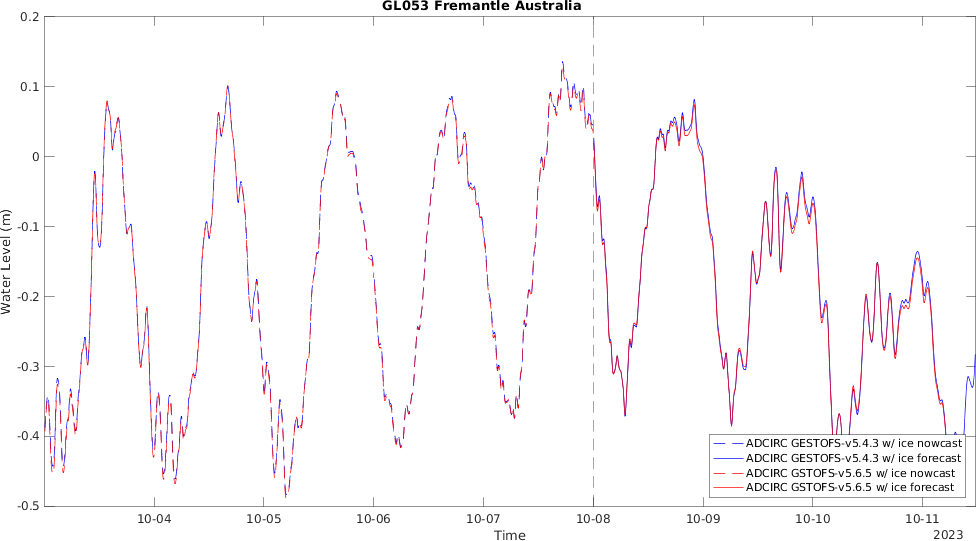 GL053 Fremantle Australia
0.2
0.1
0
-0.1
-0.2
-0.3
-0.4
-0.5
Water Level (m)
10-04 10-05 10-06 10-07 10-08 10-09 10-10 10-11
Time
2023
ADCIRC GESTOFS-v5.4.3 w/ ice nowcast
ADCIRC GESTOFS-v5.4.3 w/ ice forecast
ADCIRC GSTOFS-v5.6.5 w/ ice nowcast
ADCIRC GSTOFS-v5.6.5 w/ ice forecast